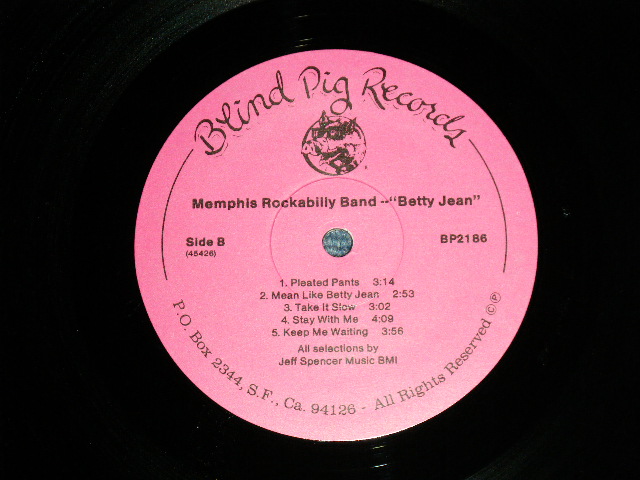 Blind Pig Records
Memphis Rockabilly Band --"Betty Jean"
Side B
(45426)
BP2186
1. Pleated Pants 3:14
2. Mean Like Betty Jean 2:53
3. Take It Slow 3:02
4. Stay With Me 4:09
5. Keep Me Waiting 3:56
All selections by
Jeff Spencer Music BMI
P.O. Box 2344, S.F., Ca. 94126 - All Rights Reserved ©℗